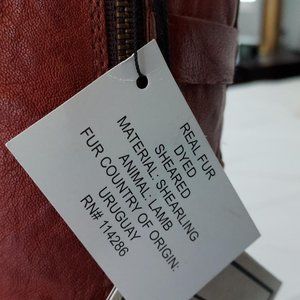 REAL FUR
DYED
SHEARED
MATERIAL: SHEARLING
ANIMAL: LAMB
FUR COUNTRY OF ORIGIN:
URUGUAY
RN# 114286